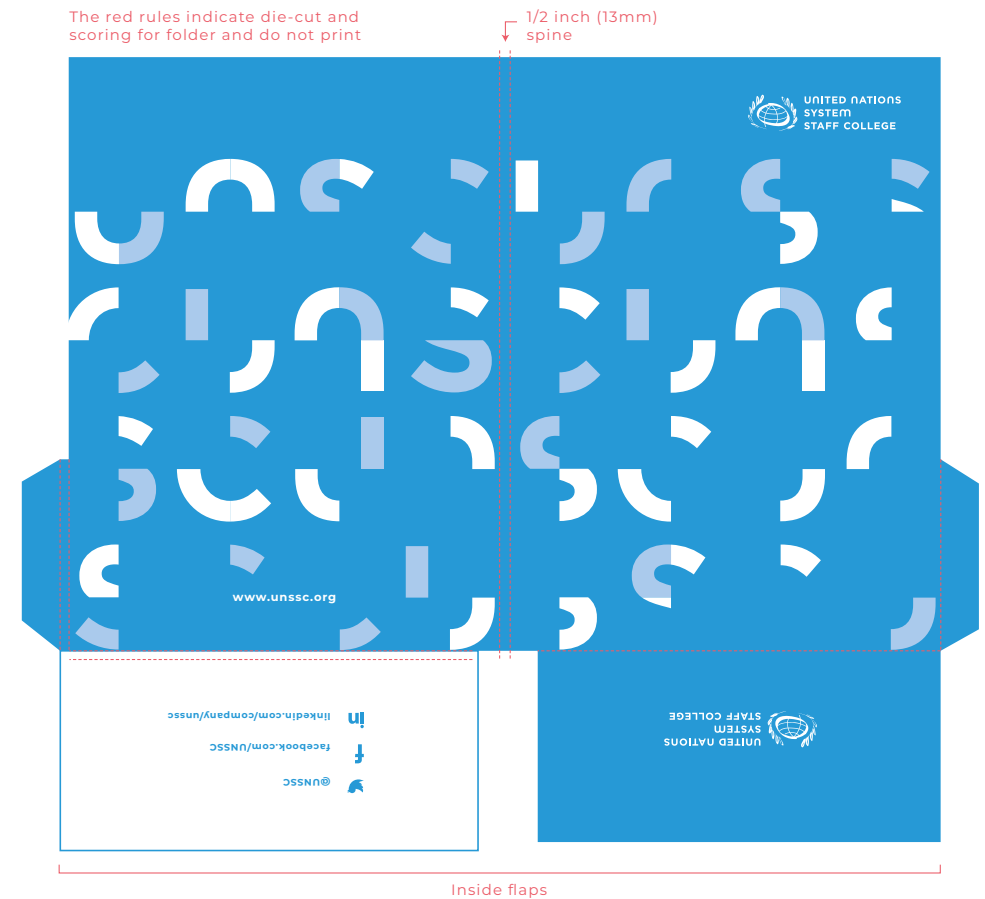 The red rules indicate die-cut and
scoring for folder and do not print
1/2 inch (13mm)
spine
UNITED NATIONS
SYSTEM
STAFF COLLEGE
www.unssc.org
linkedin.com/company/unssc
facebook.com/UNSSC
@UNSSC
UNITED NATIONS
SYSTEM
STAFF COLLEGE
Inside flaps